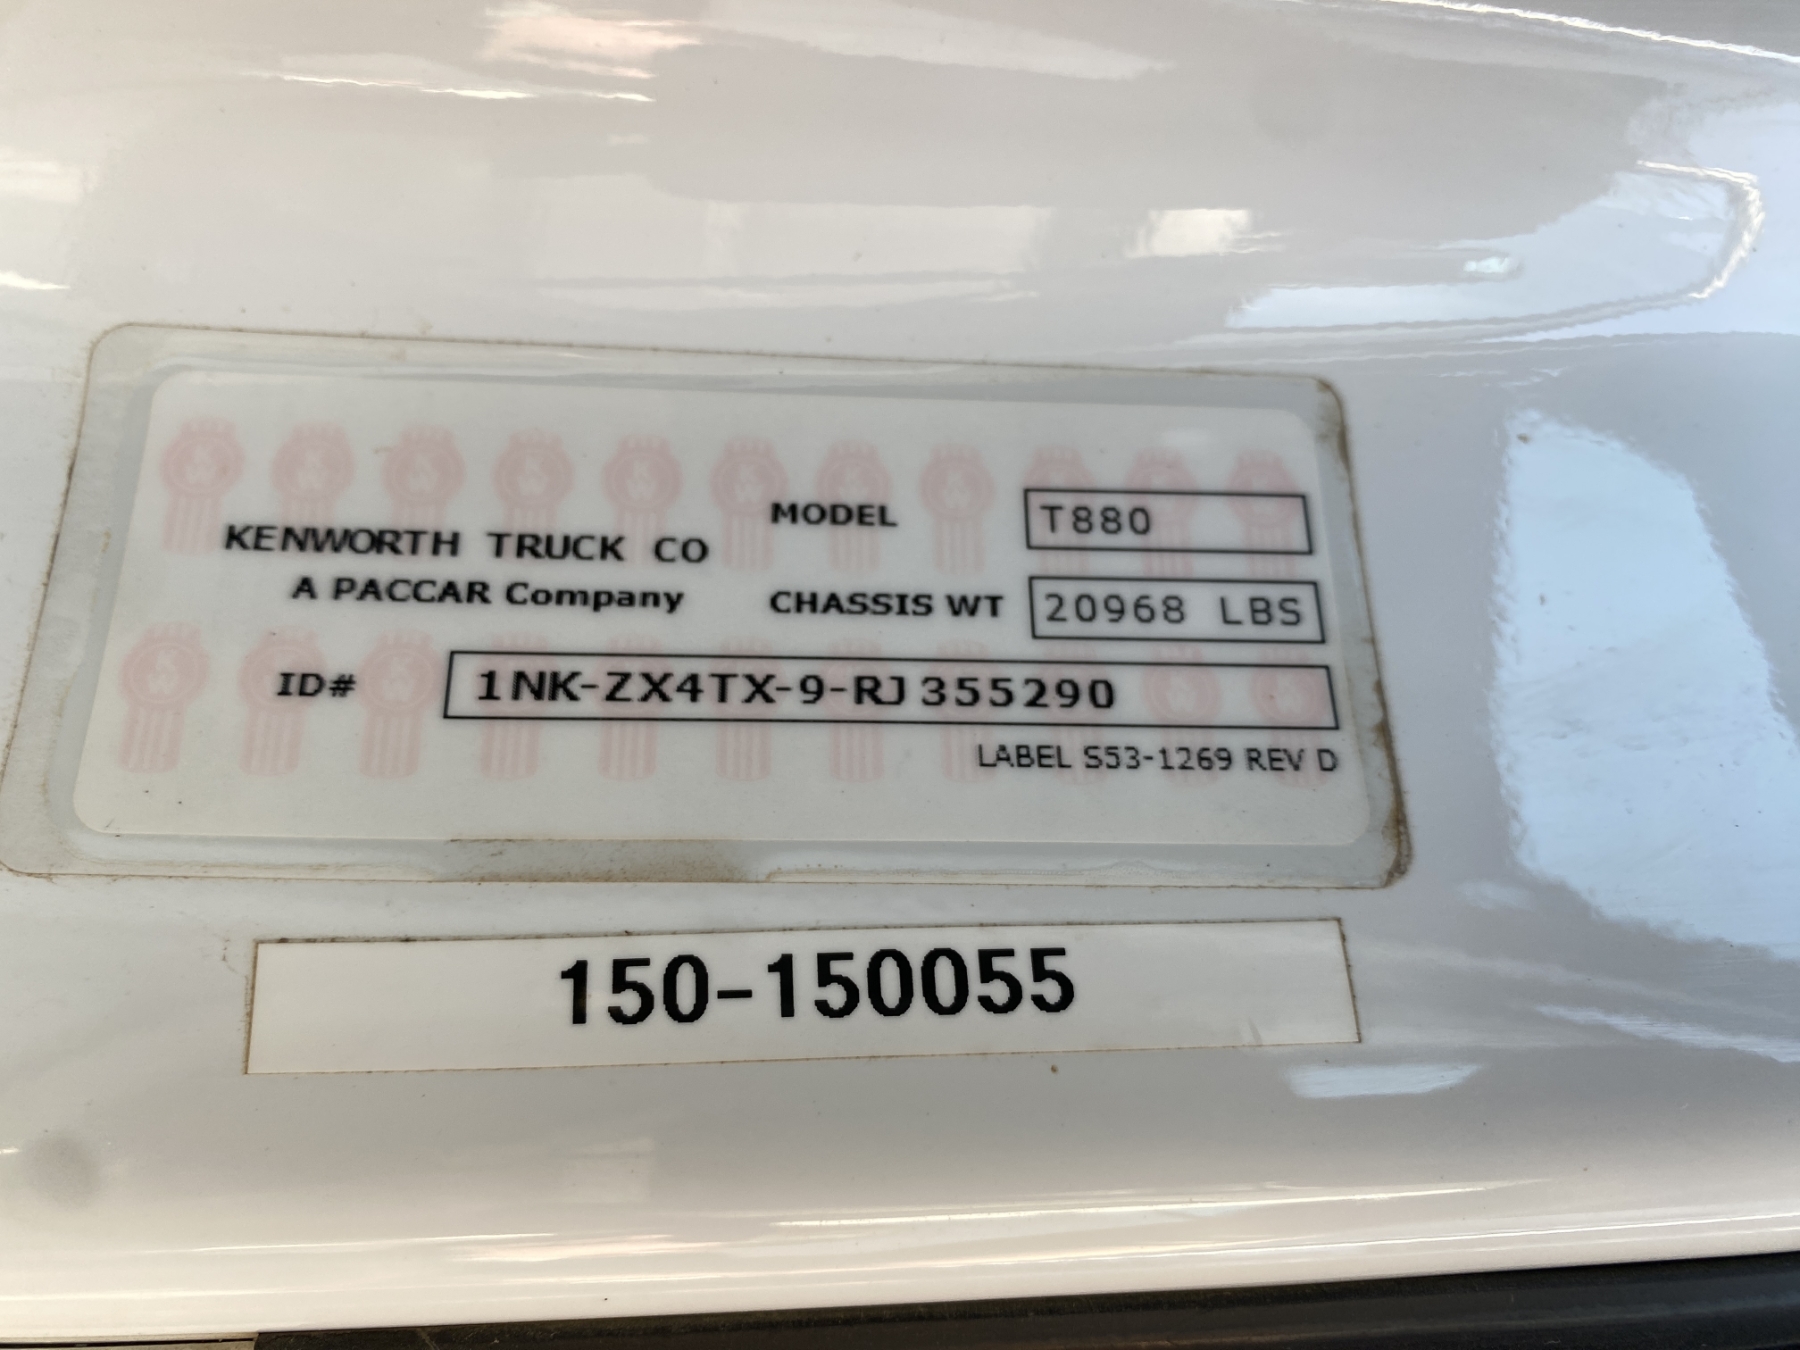 MODEL T880
KENWORTH TRUCK CO
A PACCAR Company
CHASSIS WT 20968 LBS
ID# 1NK-ZX4TX-9-RJ355290
LABEL S53-1269 REV D
150-150055